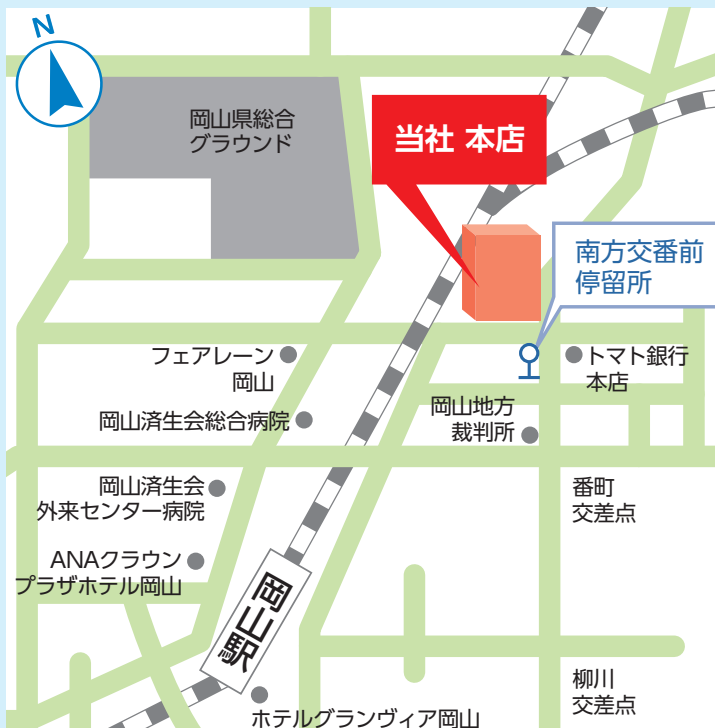 N
岡山県総合
グラウンド
当社 本店
南方交番前
停留所
フェアレーン
岡山
トマト銀行
本店
岡山済生会総合病院
岡山地方
裁判所
岡山済生会
外来センター病院
番町
交差点
ANAクラウン
プラザホテル岡山
岡山駅
柳川
交差点
ホテルグランヴィア岡山